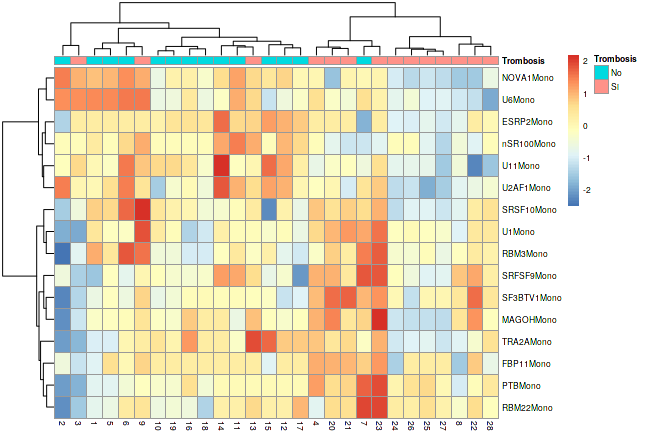 Trombosis
NOVA1Mono
U6Mono
ESRP2Mono
nSR100Mono
U11Mono
U2AF1Mono
SRSF10Mono
U1Mono
RBM3Mono
SRFSF9Mono
SF3BTV1Mono
MAGOHMono
TRA2AMono
FBP11Mono
PTBMono
RBM22Mono
2 3 1 5 6 9 10 19 16 18 14 11 13 15 12 17 4 20 21 7 23 24 26 25 27 8 22 28
2
1
0
-1
-2
Trombosis
No
SI